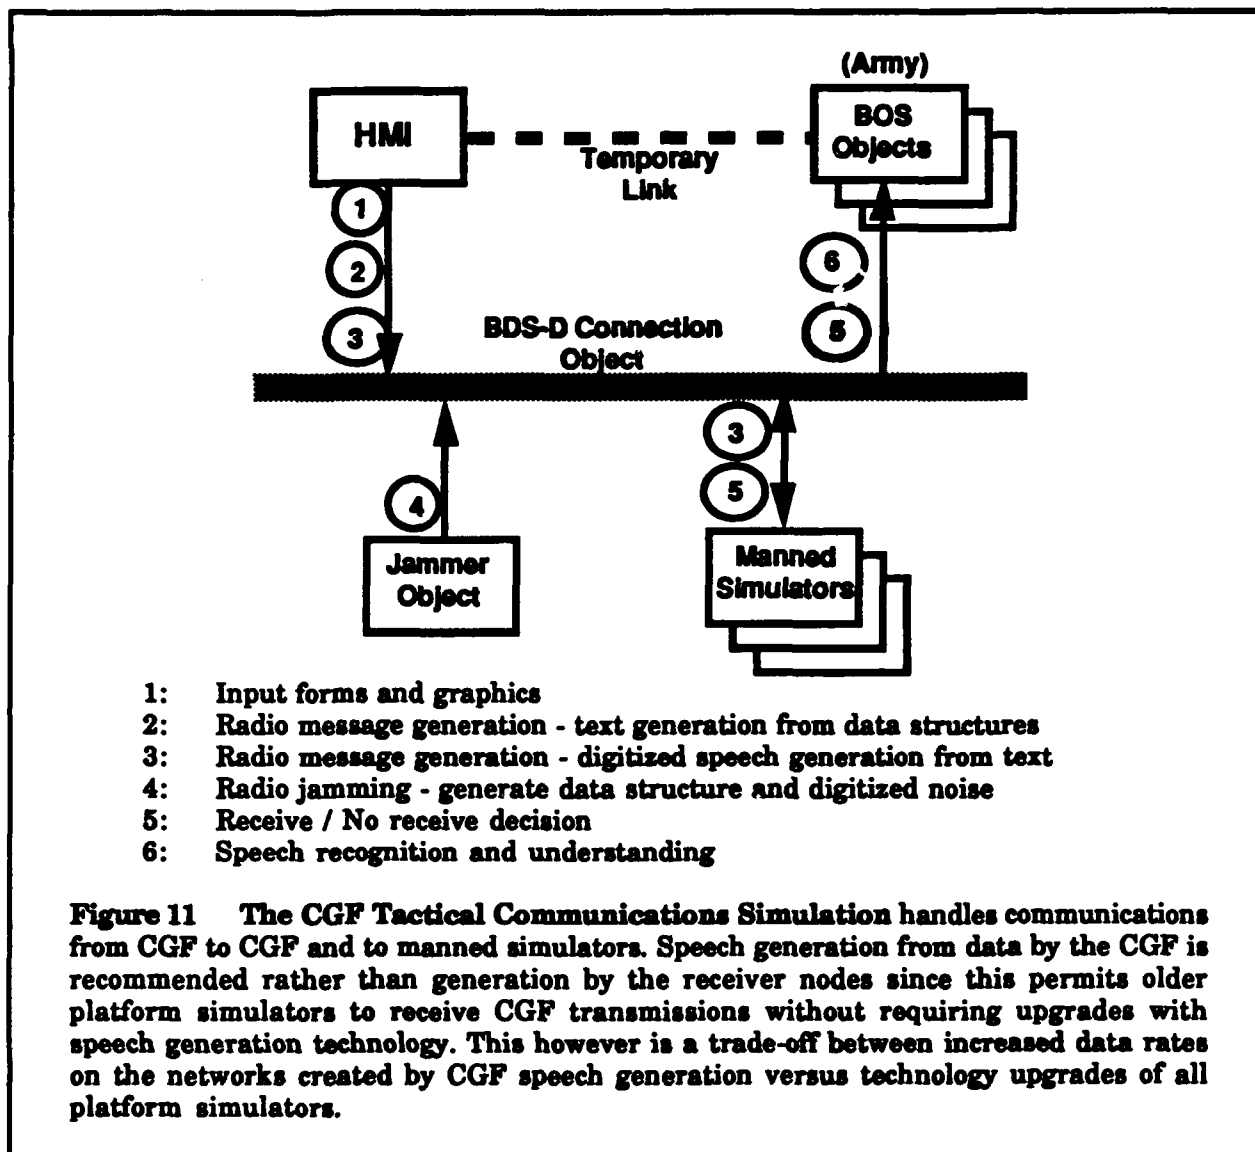 (Army)
HMI
BOS
Objects
Temporary
Link
1
2
3
6
5
BDS-D Connection
Object
4
3
5
Jammer
Object
Manned
Simulators
1: Input forms and graphics
2: Radio message generation - text generation from data structures
3: Radio message generation - digitized speech generation from text
4: Radio jamming - generate data structure and digitized noise
5: Receive / No receive decision
6: Speech recognition and understanding
Figure 11 The CGF Tactical Communications Simulation handles communications
from CGF to CGF and to manned simulators. Speech generation from data by the CGF is
recommended rather than generation by the receiver nodes since this permits older
platform simulators to receive CGF transmissions without requiring upgrades with
speech generation technology. This however is a trade-off between increased data rates
on the networks created by CGF speech generation versus technology upgrades of all
platform simulators.